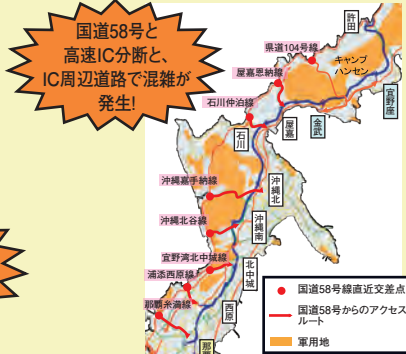 国道58号と
高速IC分断と、
IC周辺道路で混雑が
発生!
許田
県道104号線
キャンプ
ハンセン
屋嘉恩納線
宜野座
金武
石川仲泊線
屋嘉
石川
沖縄嘉手納線
沖縄北
沖縄北谷線
沖縄南
宜野湾北中城線
北中城
浦添西原線
西原
那覇糸満線
国道58号線直近交差点
国道58号からのアクセス
ルート
軍用地